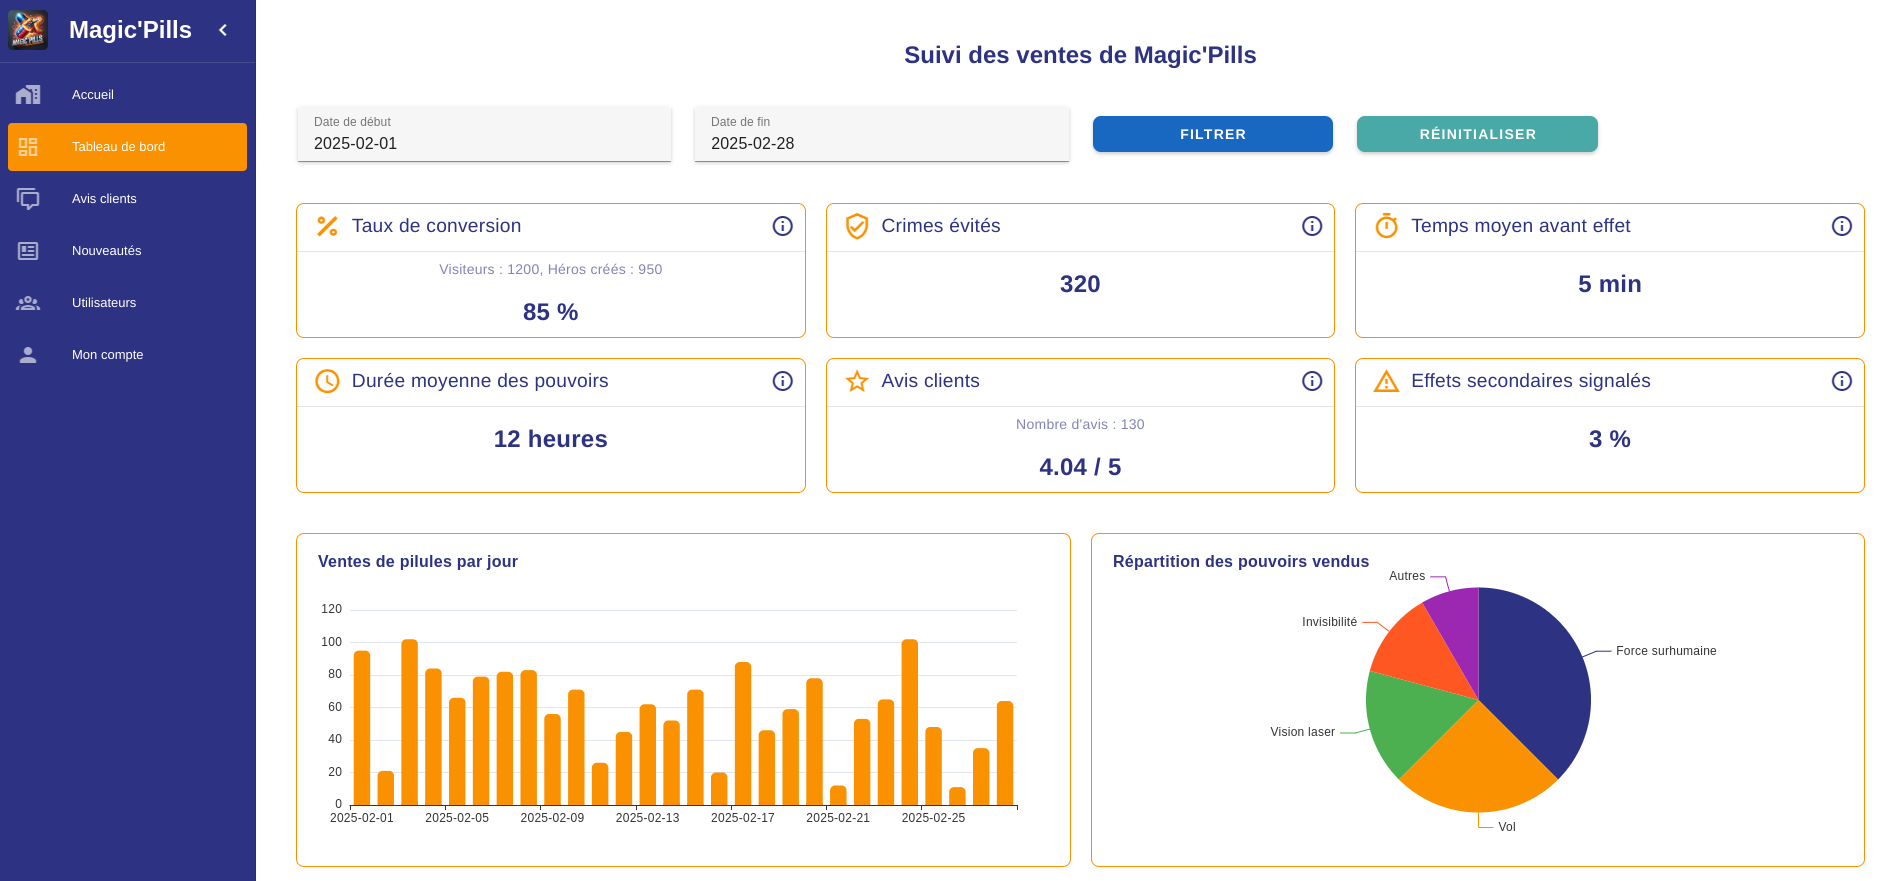 Magic'Pills
Accueil
Tableau de bord
Avis clients
Nouveautés
Utilisateurs
Mon compte
Suivi des ventes de Magic'Pills
Date de début
2025-02-01
Date de fin
2025-02-28
FILTRER
RÉINITIALISER
Taux de conversion
Visiteurs : 1200, Héros créés : 950
85 %
Crimes évités
320
Temps moyen avant effet
5 min
Durée moyenne des pouvoirs
12 heures
Avis clients
Nombre d'avis : 130
4.04 / 5
Effets secondaires signalés
3 %
Ventes de pilules par jour
120
100
80
60
40
20
0
2025-02-01 2025-02-05 2025-02-09 2025-02-13 2025-02-17 2025-02-21 2025-02-25
Répartition des pouvoirs vendus
Autres
Invisibilité
Force surhumaine
Vision laser
Vol